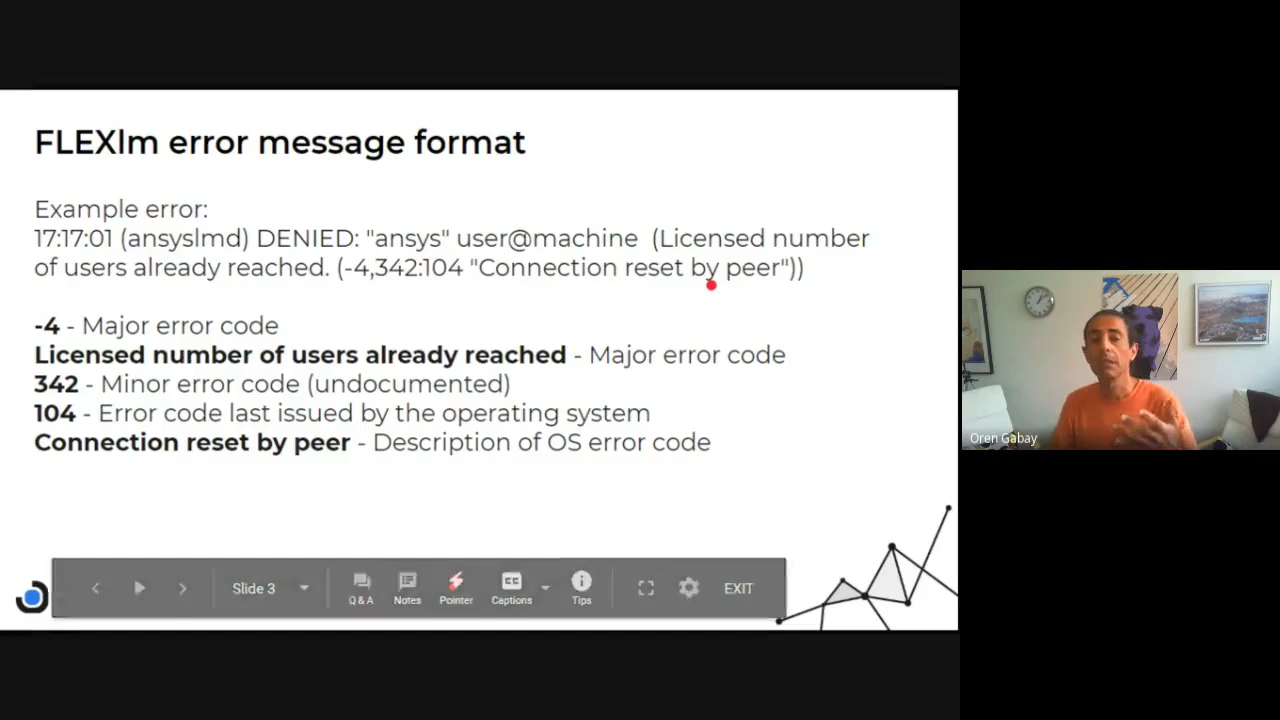 FLEXlm error message format
Example error:
17:17:01 (ansyslmd) DENIED: "ansys" user@machine  (Licensed number
of users already reached. (-4,342:104 "Connection reset by peer"))
-4 - Major error code
Licensed number of users already reached - Major error code
342 - Minor error code (undocumented)
104 - Error code last issued by the operating system
Connection reset by peer - Description of OS error code
Slide 3
Q & A
Notes
Pointer
CC
Captions
Tips
EXIT
Oren Gabay